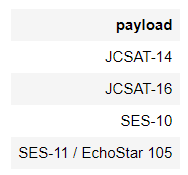 payload
JCSAT-14
JCSAT-16
SES-10
SES-11 / EchoStar 105